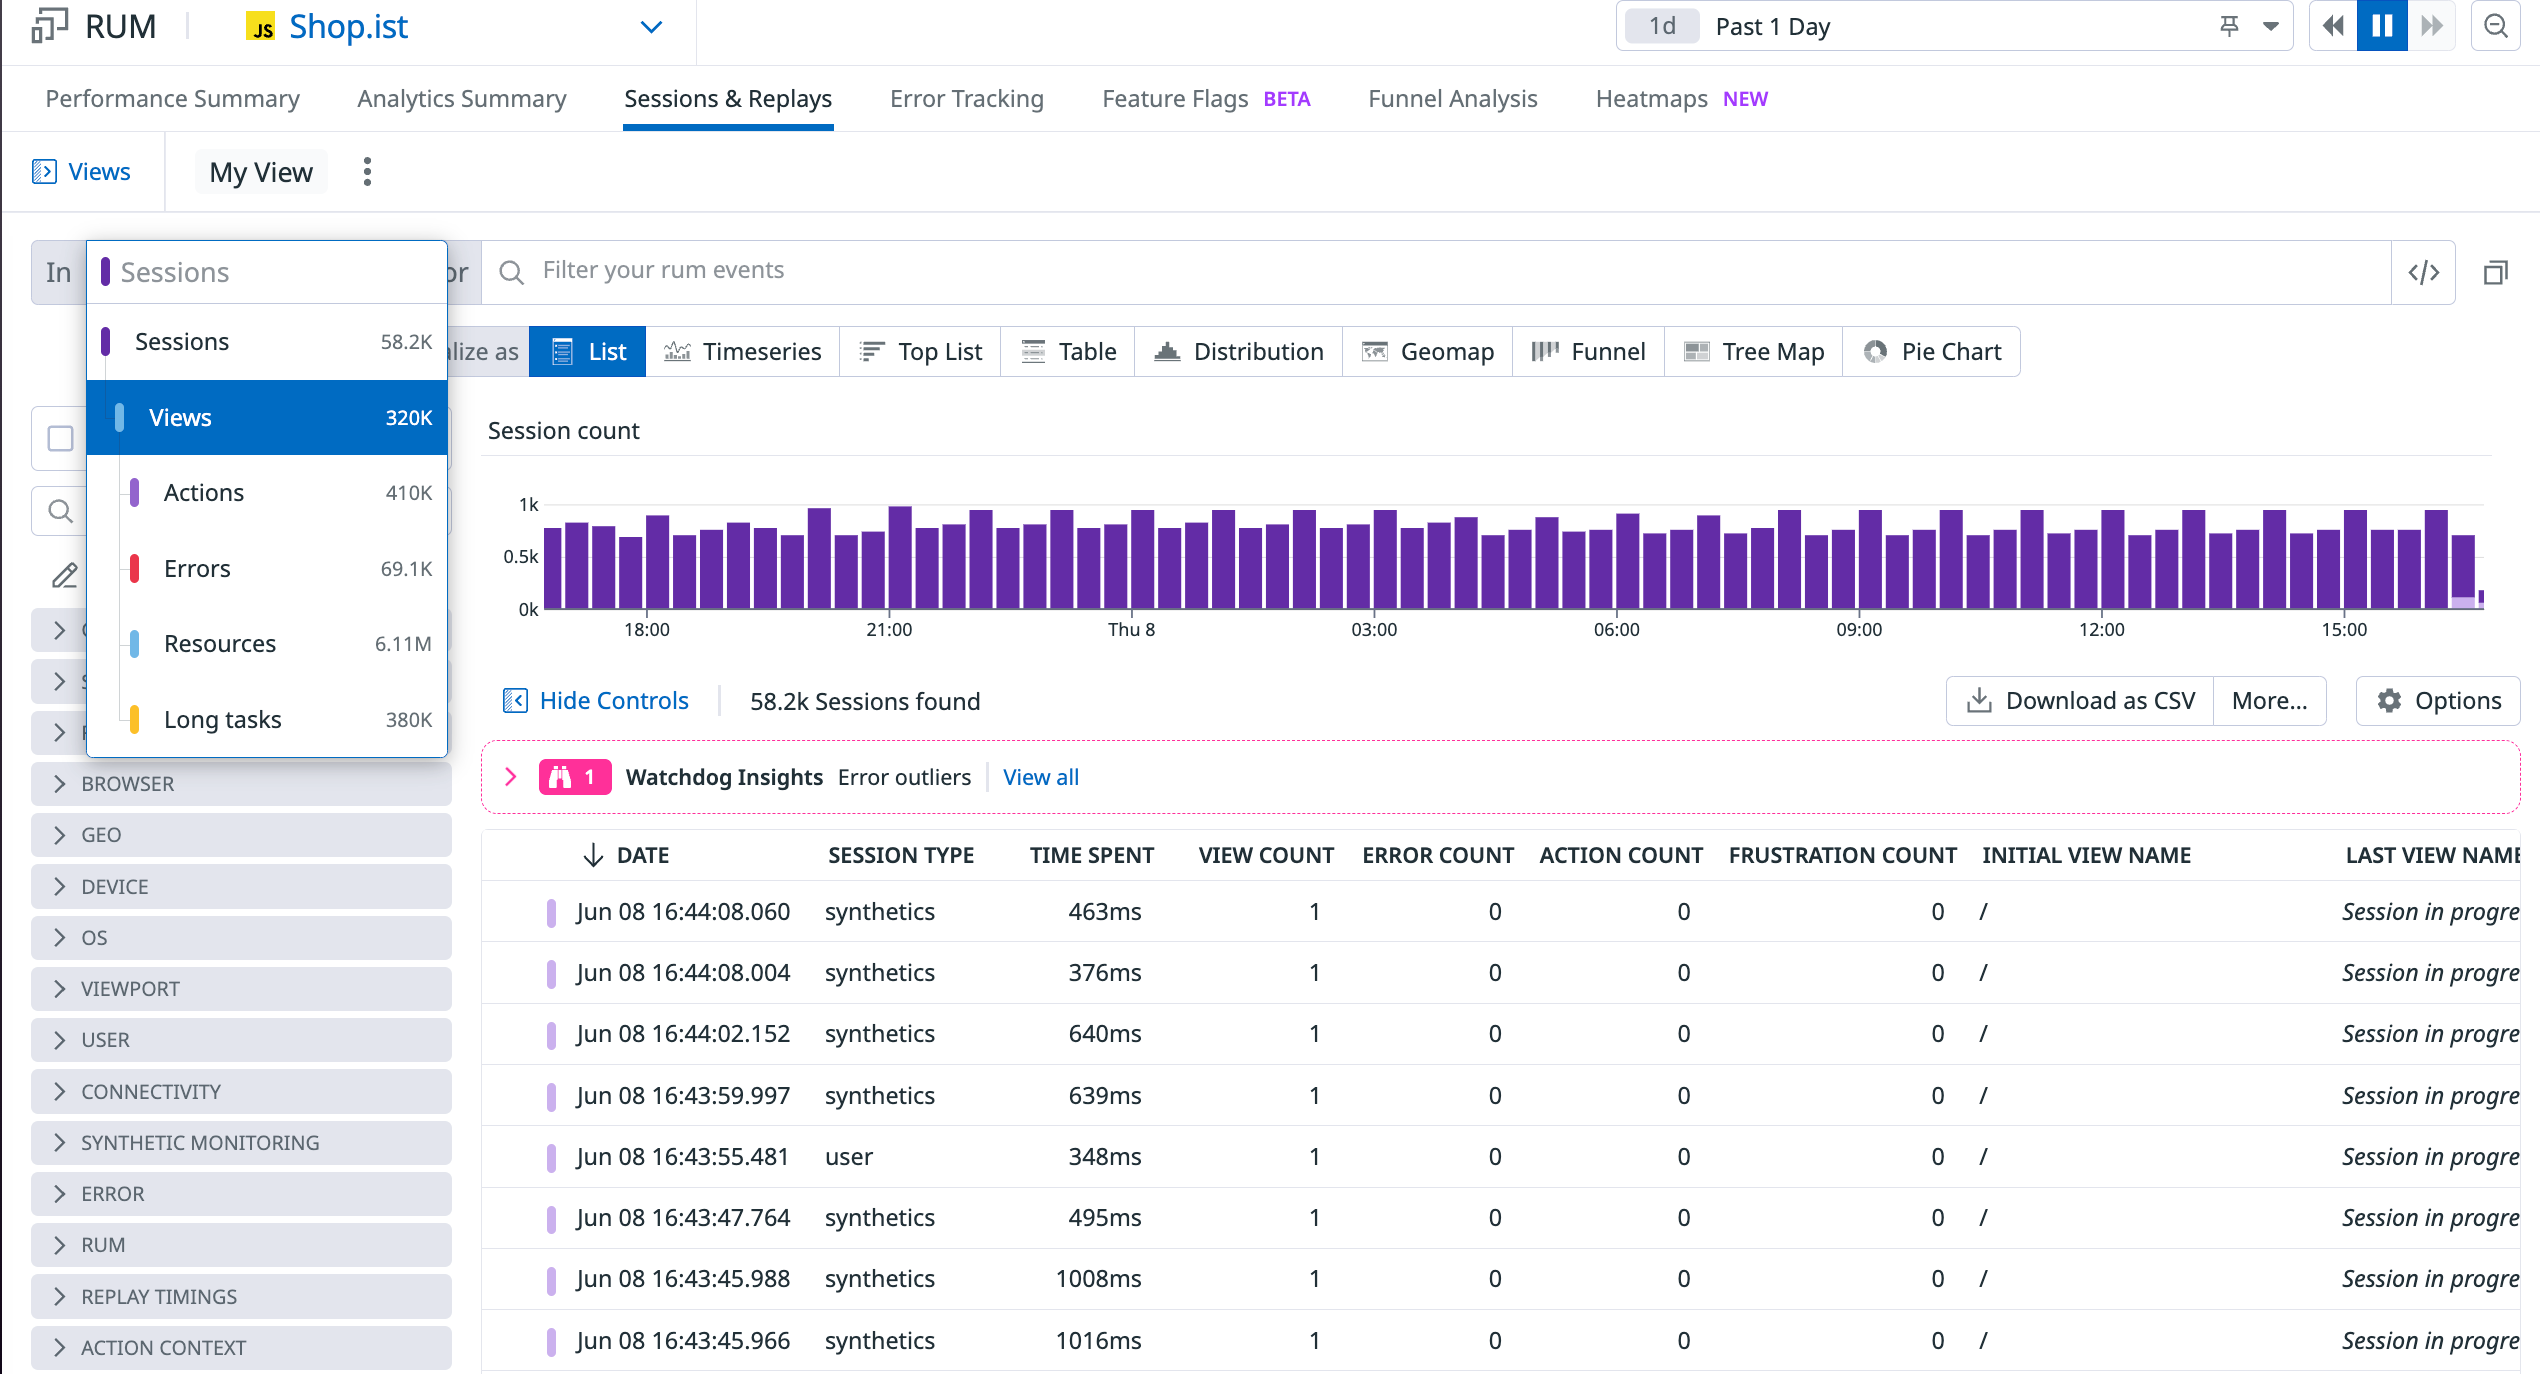 RUM
JS Shop.ist
1d Past 1 Day
Performance Summary Analytics Summary Sessions & Replays Error Tracking Feature Flags BETA Funnel Analysis Heatmaps NEW
Views My View
In Sessions or Filter your rum events </>
Sessions 58.2K
Views 320K
Actions 410K
Errors 69.1K
Resources 6.11M
Long tasks 380K
alize as List Timeseries Top List Table Distribution Geomap Funnel Tree Map Pie Chart
Session count
1k
0.5k
0k
18:00 21:00 Thu 8 03:00 06:00 09:00 12:00 15:00
Hide Controls 58.2k Sessions found Download as CSV More... Options
1 Watchdog Insights Error outliers View all
BROWSER
GEO
DEVICE
OS
VIEWPORT
USER
CONNECTIVITY
SYNTHETIC MONITORING
ERROR
RUM
REPLAY TIMINGS
ACTION CONTEXT
DATE SESSION TYPE TIME SPENT VIEW COUNT ERROR COUNT ACTION COUNT FRUSTRATION COUNT INITIAL VIEW NAME LAST VIEW NAME
Jun 08 16:44:08.060 synthetics 463ms 1 0 0 0 / Session in progre
Jun 08 16:44:08.004 synthetics 376ms 1 0 0 0 / Session in progre
Jun 08 16:44:02.152 synthetics 640ms 1 0 0 0 / Session in progre
Jun 08 16:43:59.997 synthetics 639ms 1 0 0 0 / Session in progre
Jun 08 16:43:55.481 user 348ms 1 0 0 0 / Session in progre
Jun 08 16:43:47.764 synthetics 495ms 1 0 0 0 / Session in progre
Jun 08 16:43:45.988 synthetics 1008ms 1 0 0 0 / Session in progre
Jun 08 16:43:45.966 synthetics 1016ms 1 0 0 0 / Session in progre